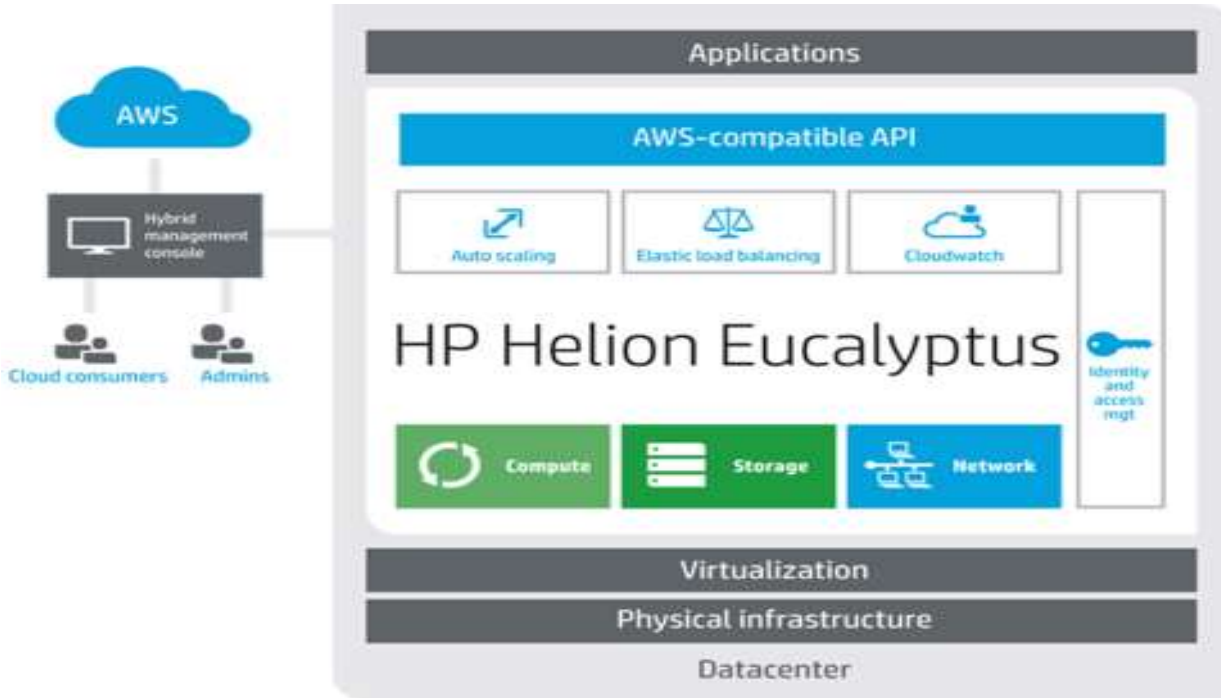 AWS
Hybrid
management
console
Cloud consumers
Admins
Applications
AWS-compatible API
Auto scaling
Elastic load balancing
Cloudwatch
HP Helion Eucalyptus
Identity
and
access
mgt
Compute
Storage
Network
Virtualization
Physical infrastructure
Datacenter